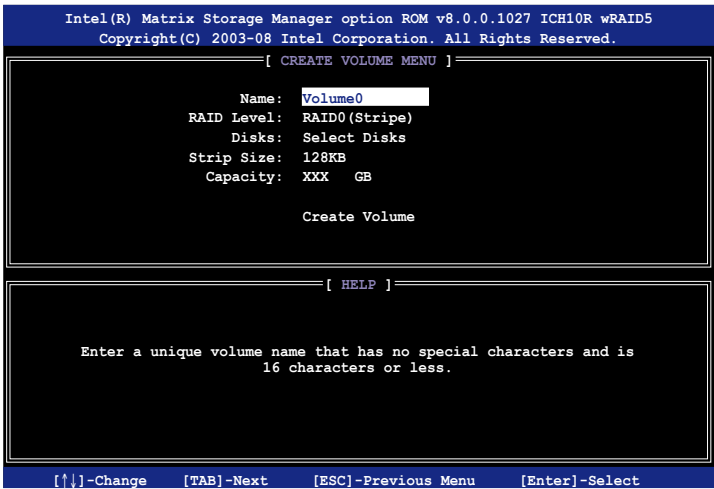 Intel(R) Matrix Storage Manager option ROM v8.0.0.1027 ICH10R wRAID5
Copyright(C) 2003-08 Intel Corporation. All Rights Reserved.
[ CREATE VOLUME MENU ]
Name: Volume0
RAID Level: RAID0(Stripe)
Disks: Select Disks
Strip Size: 128KB
Capacity: XXX GB
Create Volume
[ HELP ]
Enter a unique volume name that has no special characters and is
16 characters or less.
[↑↓]-Change [TAB]-Next [ESC]-Previous Menu [Enter]-Select